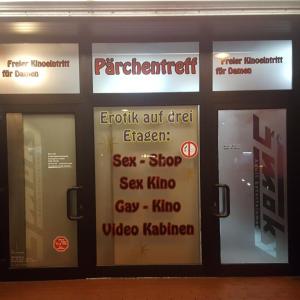 Freier Kinoeintritt
für Damen
Pärchentreff
Freier Kinoeintritt
für Damen
Erotik auf drei
Etagen:
Sex - Shop
Sex Kino
Gay - Kino
Video Kabinen